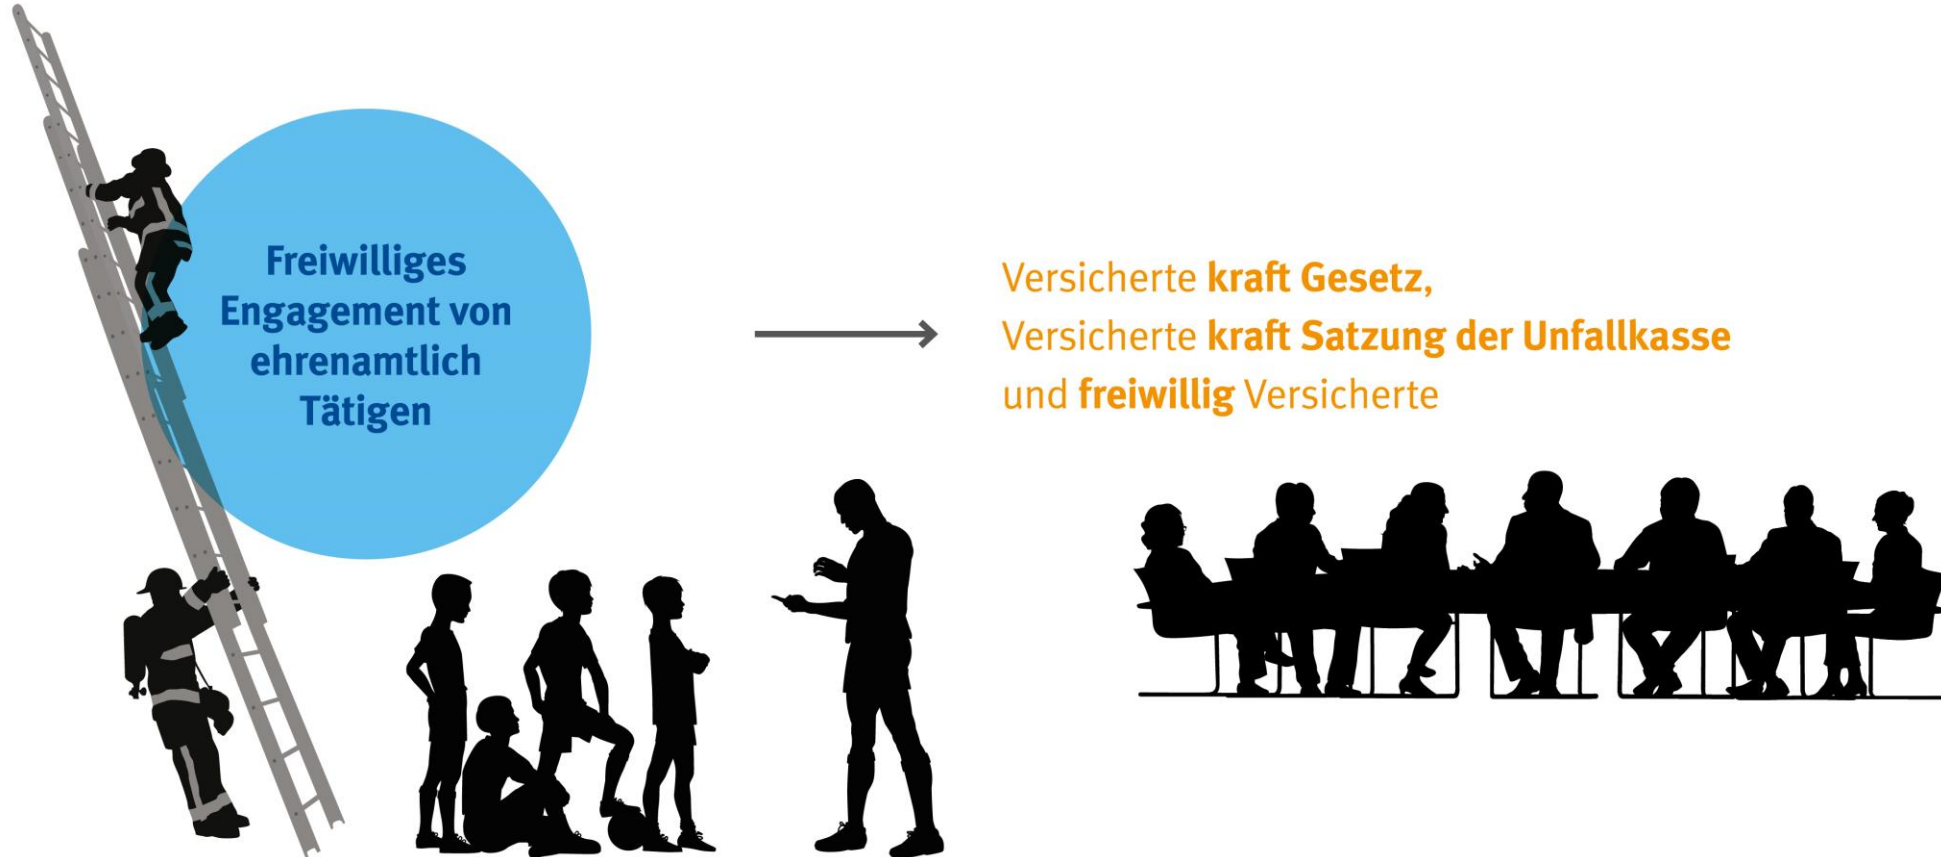 Freiwilliges
Engagement von
ehrenamtlich
Tätigen
Versicherte kraft Gesetz,
Versicherte kraft Satzung der Unfallkasse
und freiwillig Versicherte